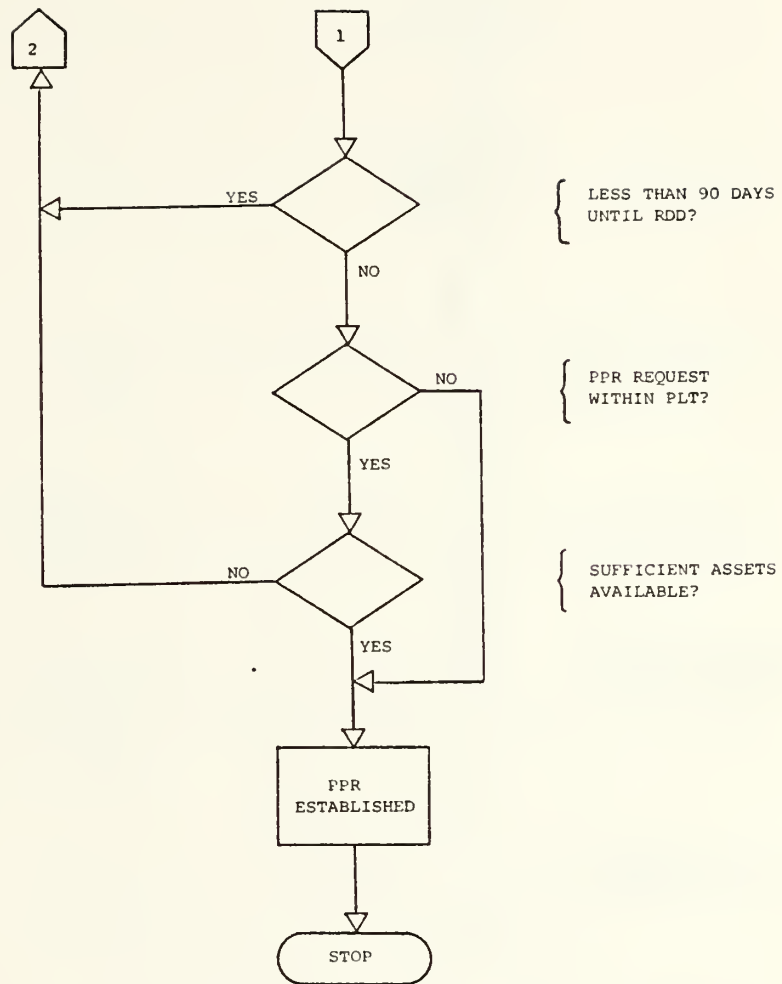 2
1
YES
LESS THAN 90 DAYS
UNTIL RDD?
NO
NO
PPR REQUEST
WITHIN PLT?
YES
NO
SUFFICIENT ASSETS
AVAILABLE?
YES
PPR
ESTABLISHED
STOP